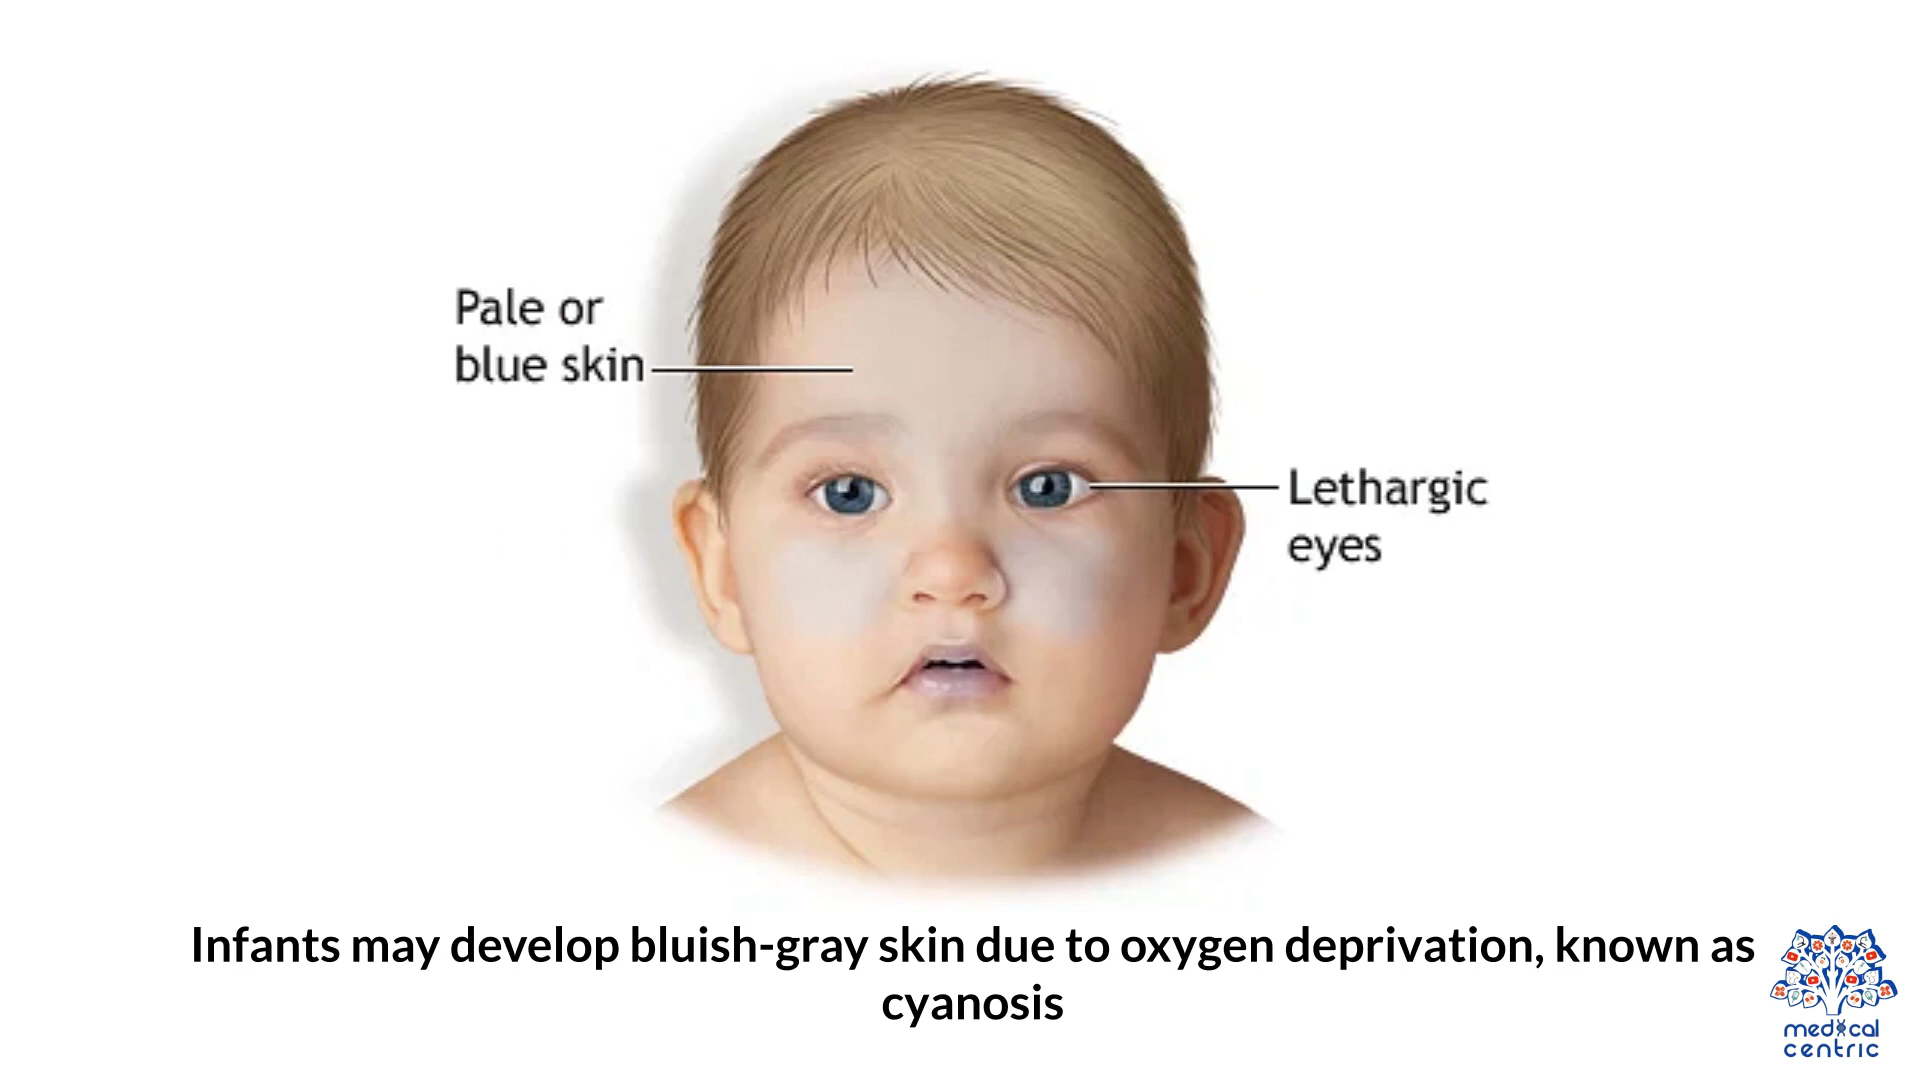 Pale or
blue skin
Lethargic
eyes
Infants may develop bluish-gray skin due to oxygen deprivation, known as
cyanosis
medical
centric